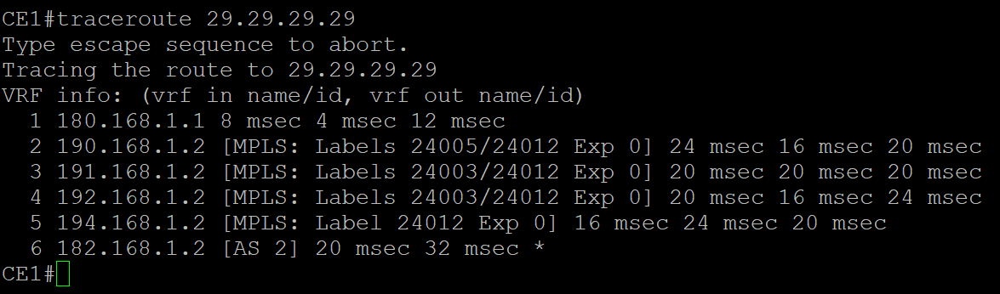 CE1#traceroute 29.29.29.29
Type escape sequence to abort.
Tracing the route to 29.29.29.29
VRF info: (vrf in name/id, vrf out name/id)
  1 180.168.1.1 8 msec 4 msec 12 msec
  2 190.168.1.2 [MPLS: Labels 24005/24012 Exp 0] 24 msec 16 msec 20 msec
  3 191.168.1.2 [MPLS: Labels 24003/24012 Exp 0] 20 msec 20 msec 20 msec
  4 192.168.1.2 [MPLS: Labels 24003/24012 Exp 0] 20 msec 16 msec 24 msec
  5 194.168.1.2 [MPLS: Label 24012 Exp 0] 16 msec 24 msec 20 msec
  6 182.168.1.2 [AS 2] 20 msec 32 msec *
CE1#